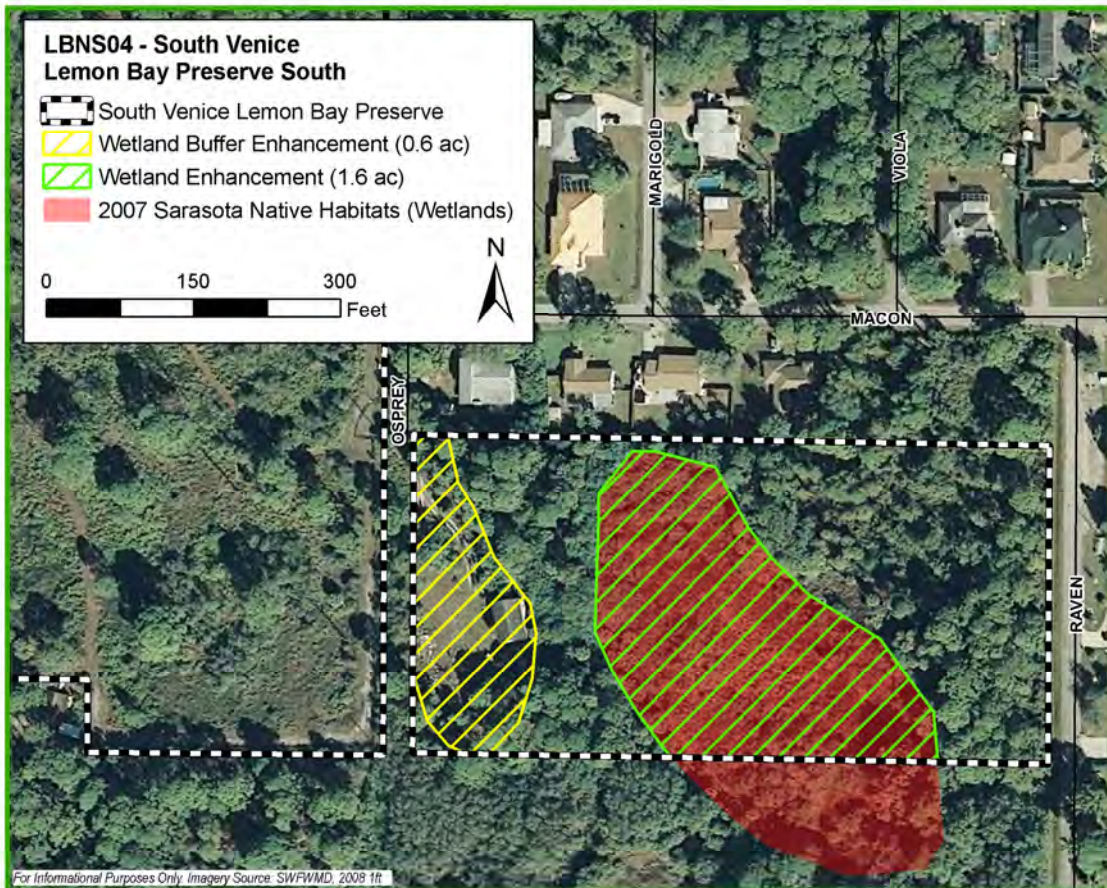 LBNS04 - South Venice
Lemon Bay Preserve South
South Venice Lemon Bay Preserve
Wetland Buffer Enhancement (0.6 ac)
Wetland Enhancement (1.6 ac)
2007 Sarasota Native Habitats (Wetlands)
N
0 150 300
Feet
MARIGOLD
VIOLA
MACON
OSPREY
RAVEN
For Informational Purposes Only. Imagery Source: SWFWMD, 2008 1ft